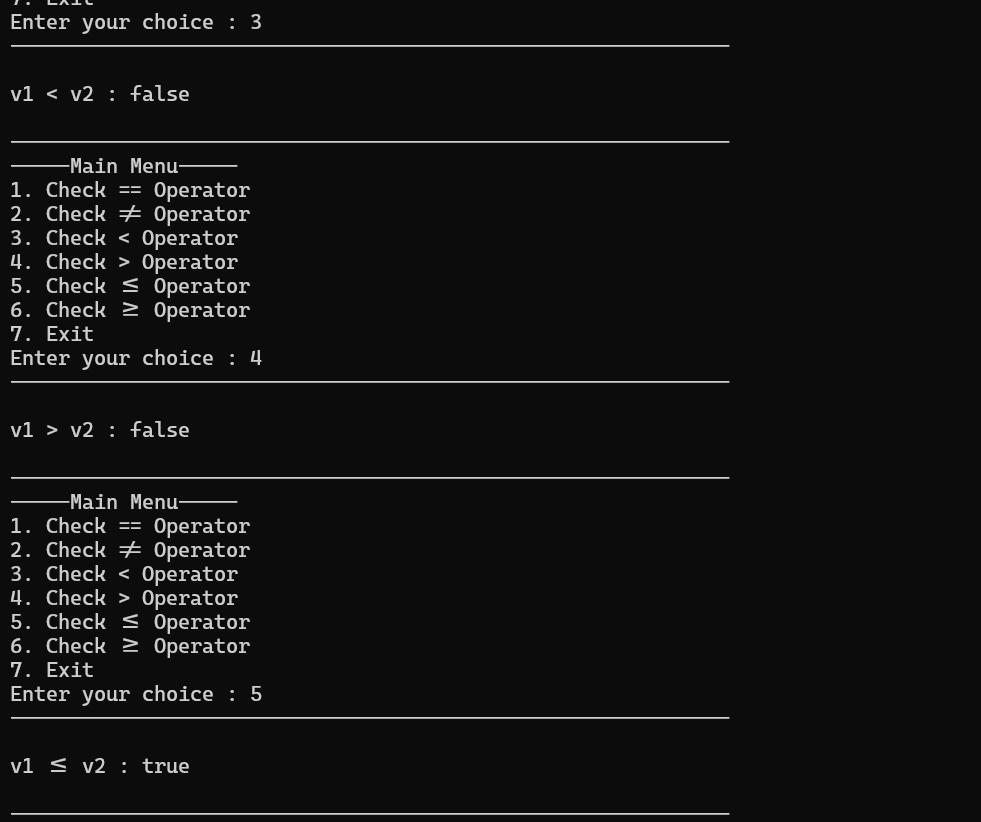 7. Exit
Enter your choice : 3
────────────────────────────────────────────────────────────
v1 < v2 : false
────────────────────────────────────────────────────────────
─────Main Menu─────
1. Check == Operator
2. Check ≠ Operator
3. Check < Operator
4. Check > Operator
5. Check ≤ Operator
6. Check ≥ Operator
7. Exit
Enter your choice : 4
────────────────────────────────────────────────────────────
v1 > v2 : false
────────────────────────────────────────────────────────────
─────Main Menu─────
1. Check == Operator
2. Check ≠ Operator
3. Check < Operator
4. Check > Operator
5. Check ≤ Operator
6. Check ≥ Operator
7. Exit
Enter your choice : 5
────────────────────────────────────────────────────────────
v1 ≤ v2 : true
────────────────────────────────────────────────────────────